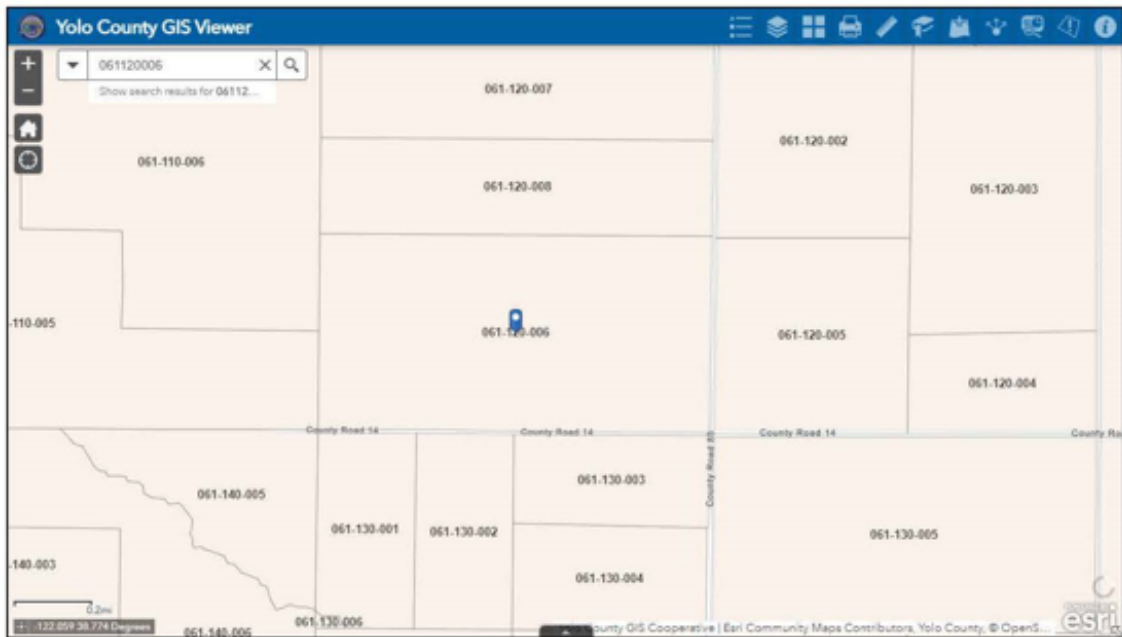 Yolo County GIS Viewer
061120006
Show search results for 06112...
061-120-007
061-120-002
061-110-006
061-120-008
061-120-003
-110-005
061-120-006
061-120-005
061-120-004
County Road 14
County Road 14
County Road 14
County Ro
County Road 85
061-130-003
061-140-005
061-130-001
061-130-002
061-130-005
-140-003
061-130-004
0.2mi
061-130-006
061-140-006
-122.059 38.774 Degrees
County GIS Cooperative | Esri Community Maps Contributors, Yolo County, © OpenS...
esri